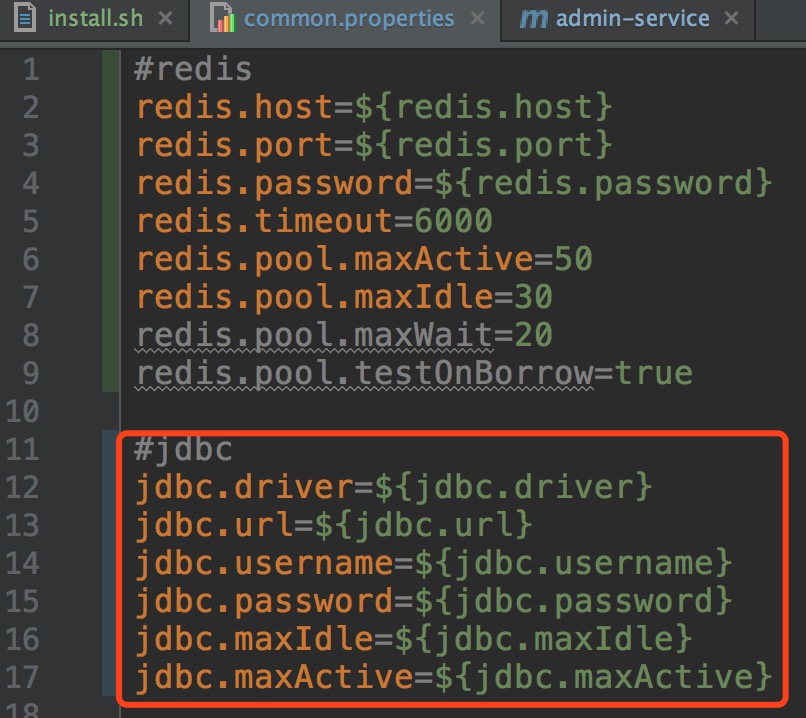 install.sh × common.properties × m admin-service ×
1 #redis
2 redis.host=${redis.host}
3 redis.port=${redis.port}
4 redis.password=${redis.password}
5 redis.timeout=6000
6 redis.pool.maxActive=50
7 redis.pool.maxIdle=30
8 redis.pool.maxWait=20
9 redis.pool.testOnBorrow=true
10
11 #jdbc
12 jdbc.driver=${jdbc.driver}
13 jdbc.url=${jdbc.url}
14 jdbc.username=${jdbc.username}
15 jdbc.password=${jdbc.password}
16 jdbc.maxIdle=${jdbc.maxIdle}
17 jdbc.maxActive=${jdbc.maxActive}
18